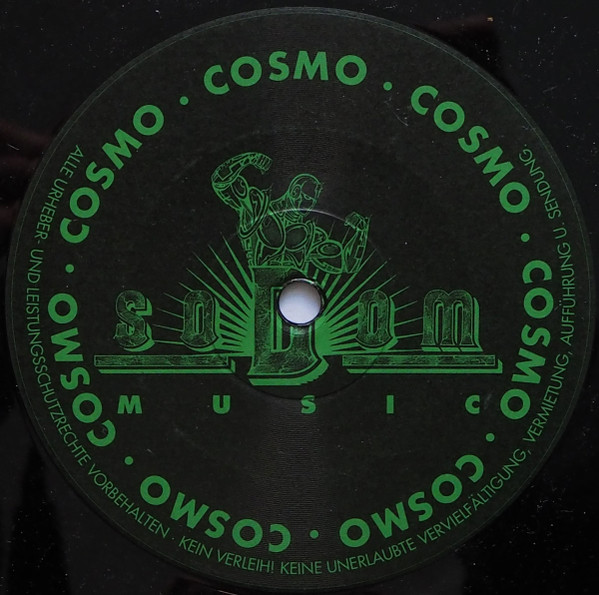 COSMO · COSMO · COSMO · COSMO · COSMO · COSMO · COSMO ·
SODOM
MUSIC
ALLE URHEBER- UND LEISTUNGSSCHUTZRECHTE VORBEHALTEN · KEIN VERLEIH! KEINE UNERLAUBTE VERVIELFÄLTIGUNG, VERMIETUNG, AUFFÜHRUNG U. SENDUNG.